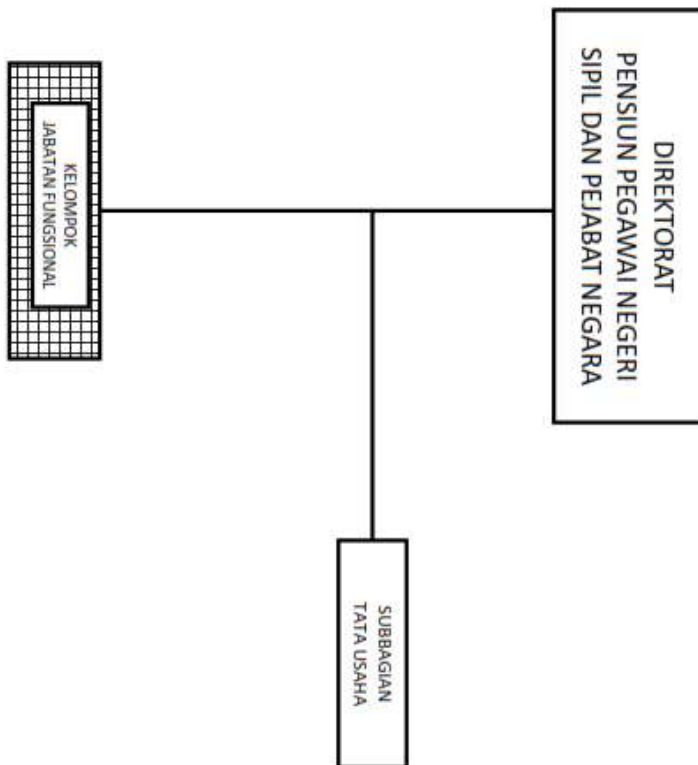 DIREKTORAT
PENSIUN PEGAWAI NEGERI
SIPIL DAN PEJABAT NEGARA
SUBBAGIAN
TATA USAHA
KELOMPOK
JABATAN FUNGSIONAL